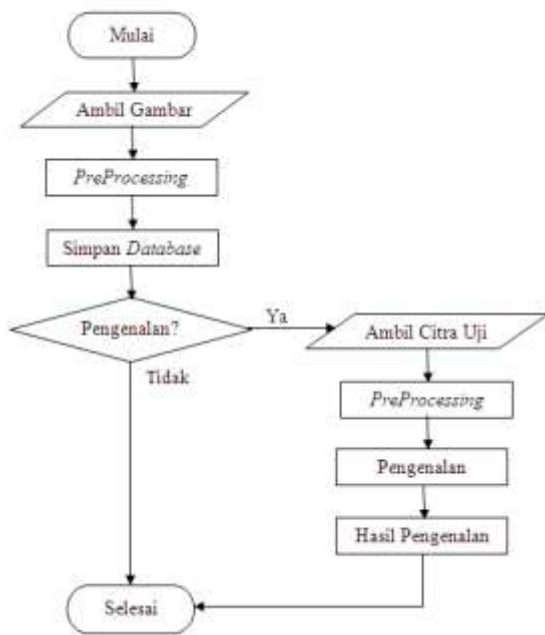 Mulai
Ambil Gambar
PreProcessing
Simpan Database
Pengenalan?
Ya
Tidak
Ambil Citra Uji
PreProcessing
Pengenalan
Hasil Pengenalan
Selesai